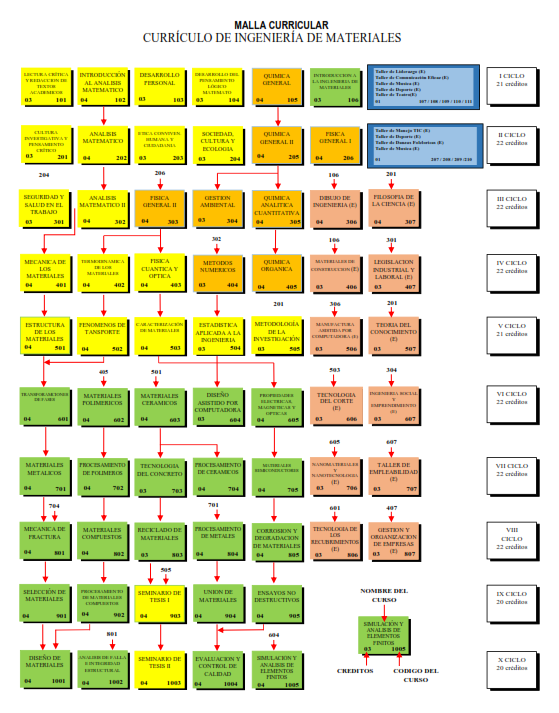 MALLA CURRICULAR
CURRÍCULO DE INGENIERÍA DE MATERIALES
LECTURA CRÍTICA
Y REDACCION DE
TEXTOS
ACADEMICOS
03 101
INTRODUCCIÓN
AL ANALISIS
MATEMATICO
04 102
DESARROLLO
PERSONAL
03 103
DESARROLLO DEL
PENSAMIENTO
LÓGICO
MATEMATICO
03 104
QUIMICA
GENERAL
04 105
INTRODUCCION A
LA INGENIERIA DE
MATERIALES
03 106
Taller de Liderazgo (E)
Taller de Comunicación Eficaz (E)
Taller de Musica (E)
Taller de Deporte (E)
Taller de Teatro(E)
01 107 / 108 / 109 / 110 / 111
I CICLO
21 créditos
CULTURA
INVESTIGATIVA Y
PENSAMIENTO
CRÍTICO
03 201
ANALISIS
MATEMATICO
04 202
ETICA CONVIVEN.
HUMANA Y
CIUDADANIA
03 203
SOCIEDAD,
CULTURA Y
ECOLOGIA
03 204
QUIMICA
GENERAL II
04 205
FISICA
GENERAL I
04 206
Taller de Manejo TIC (E)
Taller de Deporte (E)
Taller de Danzas Folkloricas (E)
Taller de Musica (E)
01 207 / 208 / 209 /210
II CICLO
22 créditos
204
206
106
201
SEGURIDAD Y
SALUD EN EL
TRABAJO
03 301
ANALISIS
MATEMATICO II
04 302
FISICA
GENERAL II
04 303
GESTION
AMBIENTAL
03 304
QUIMICA
ANALITICA
CUANTITATIVA
04 305
DIBUJO DE
INGENIERIA (E)
04 306
FILOSOFIA DE
LA CIENCIA (E)
04 307
III CICLO
22 créditos
302
106
301
MECANICA DE
LOS
MATERIALES
04 401
TERMODINAMICA
DE LOS
MATERIALES
04 402
FISICA
CUANTICA Y
OPTICA
04 403
METODOS
NUMERICOS
04 404
QUIMICA
ORGANICA
04 405
MATERIALES DE
CONSTRUCCION (E)
03 406
LEGISLACION
INDUSTRIAL Y
LABORAL (E)
03 407
IV CICLO
22 créditos
201
306
201
ESTRUCTURA
DE LOS
MATERIALES
04 501
FENOMENOS DE
TANSPORTE
04 502
CARACTERIZACIÓN
DE MATERIALES
04 503
ESTADISTICA
APLICADA A LA
INGENIERIA
03 504
METODOLOGÍA
DE LA
INVESTIGACIÓN
03 505
MANUFACTURA
ASISTIDA POR
COMPUTADORA (E)
03 506
TEORIA DEL
CONOCIMIENTO (E)
03 507
V CICLO
21 créditos
405
501
503
304
TRANSFORMACIONES
DE FASES
04 601
MATERIALES
POLIMERICOS
04 602
MATERIALES
CERAMICOS
04 603
DISEÑO
ASISTIDO POR
COMPUTADORA
03 604
PROPIEDADES
ELECTRICAS,
MAGNETICAS Y
OPTICAS
04 605
TECNOLOGIA
DEL CORTE
(E)
03 606
INGENIERIA SOCIAL
Y
EMPRENDIMIENTO
(E)
03 607
VI CICLO
22 créditos
605
607
MATERIALES
METALICOS
04 701
PROCESAMIENTO
DE POLIMEROS
04 702
TECNOLOGIA
DEL CONCRETO
03 703
PROCESAMIENTO
DE CERAMICOS
04 704
MATERIALES
SEMICONDUCTORES
04 705
NANOMATERIALES
Y
NANOTECNOLOGIA
(E)
03 706
TALLER DE
EMPLEABILIDAD
(E)
03 707
VII CICLO
22 créditos
704
701
601
407
MECANICA DE
FRACTURA
04 801
MATERIALES
COMPUESTOS
04 802
RECICLADO DE
MATERIALES
03 803
PROCESAMIENTO
DE METALES
04 804
CORROSION Y
DEGRADACION
DE MATERIALES
04 805
TECNOLOGIA DE
LOS
RECUBRIMIENTOS
(E)
03 806
GESTION Y
ORGANIZACION
DE EMPRESAS
(E)
03 807
VIII
CICLO
22 créditos
505
SELECCIÓN DE
MATERIALES
04 901
PROCESAMIENTO
DE MATERIALES
COMPUESTOS
04 902
SEMINARIO DE
TESIS I
04 903
UNION DE
MATERIALES
04 904
ENSAYOS NO
DESTRUCTIVOS
04 905
NOMBRE DEL
CURSO
IX CICLO
20 créditos
SIMULACIÓN Y
ANALISIS DE
ELEMENTOS
FINITOS
03 1005
801
604
DISEÑO DE
MATERIALES
04 1001
ANALISIS DE FALLA
E INTEGRIDAD
ESTRUCTURAL
04 1002
SEMINARIO DE
TESIS II
04 1003
EVALUACION Y
CONTROL DE
CALIDAD
04 1004
SIMULACION Y
ANALISIS DE
ELEMENTOS
FINITOS
04 1005
CREDITOS
CODIGO DEL
CURSO
X CICLO
20 créditos